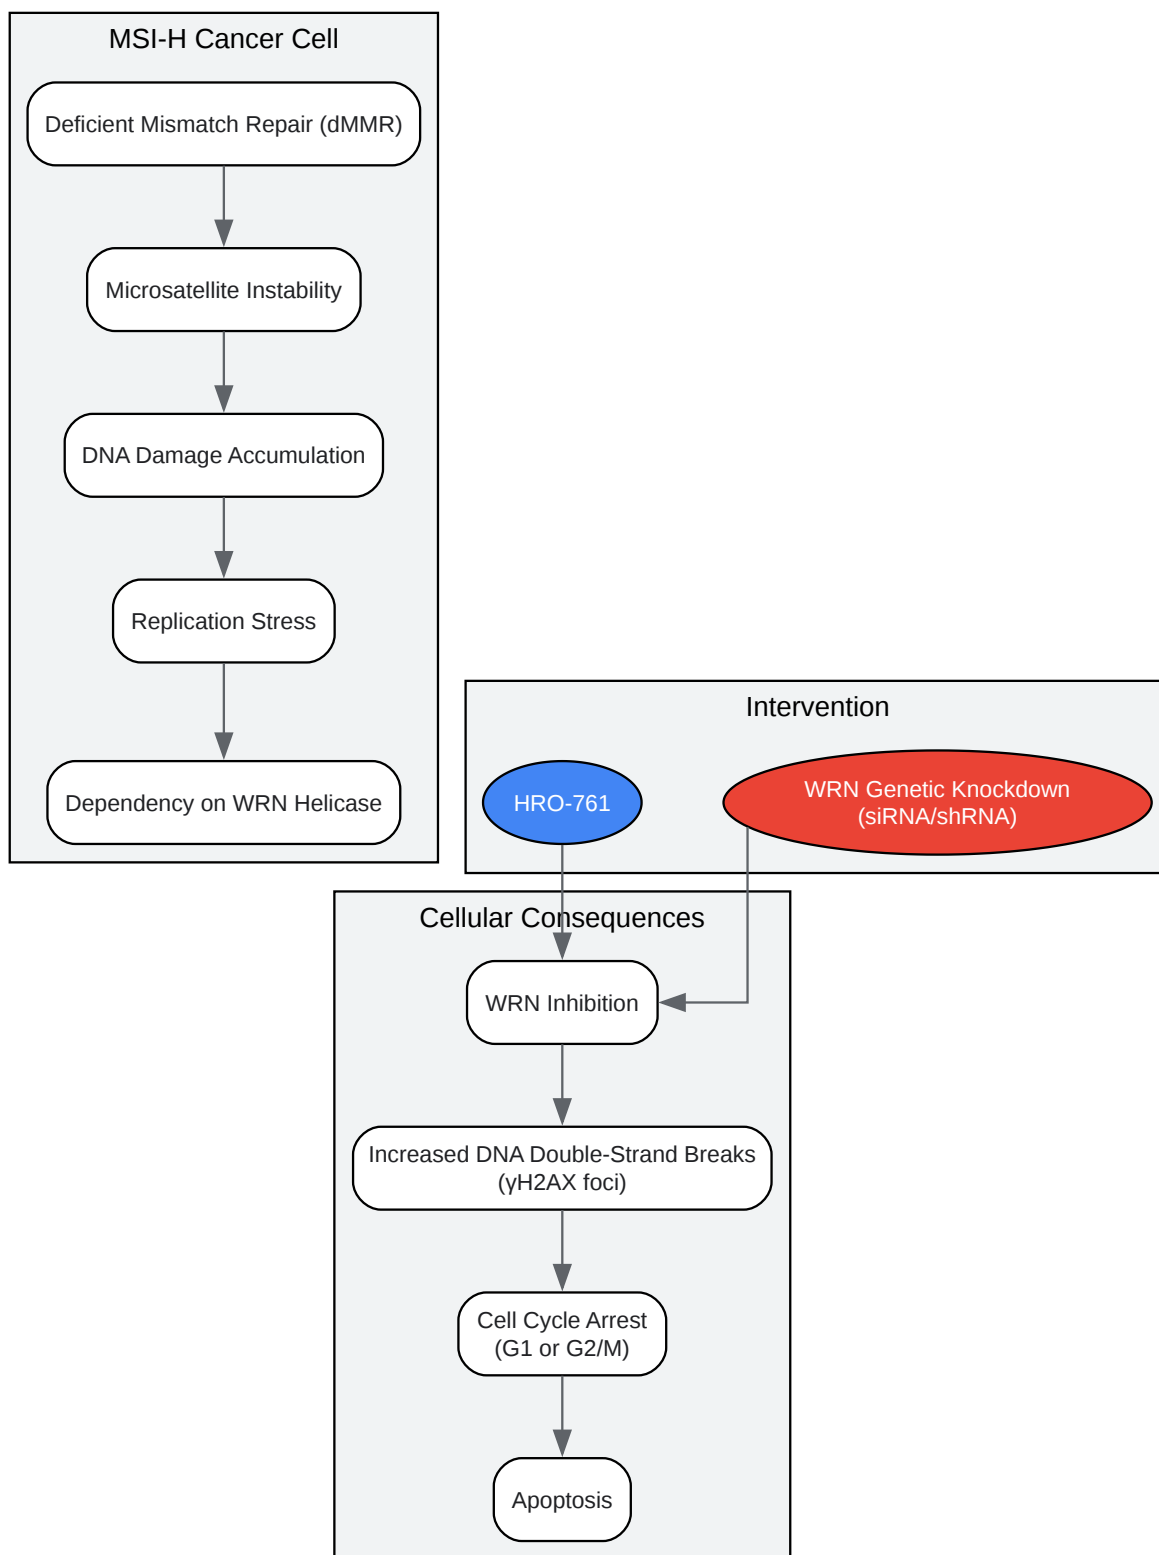 MSI-H Cancer Cell
Deficient Mismatch Repair (dMMR)
Microsatellite Instability
DNA Damage Accumulation
Replication Stress
Dependency on WRN Helicase
Intervention
HRO-761
WRN Genetic Knockdown
(siRNA/shRNA)
Cellular Consequences
WRN Inhibition
Increased DNA Double-Strand Breaks
(γH2AX foci)
Cell Cycle Arrest
(G1 or G2/M)
Apoptosis